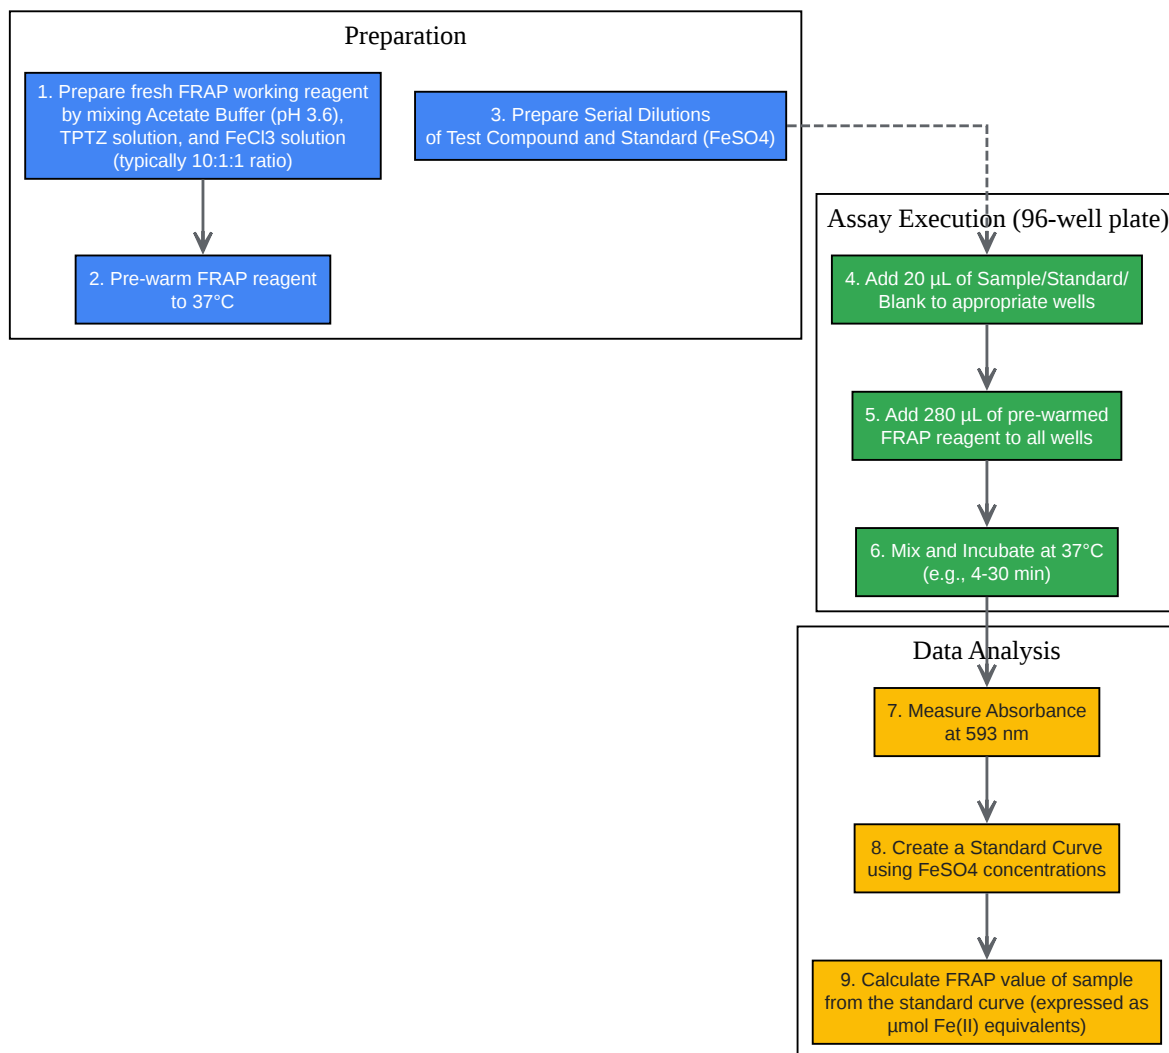 Preparation
1. Prepare fresh FRAP working reagent
by mixing Acetate Buffer (pH 3.6),
TPTZ solution, and FeCl3 solution
(typically 10:1:1 ratio)
2. Pre-warm FRAP reagent
to 37°C
3. Prepare Serial Dilutions
of Test Compound and Standard (FeSO4)
Assay Execution (96-well plate)
4. Add 20 µL of Sample/Standard/
Blank to appropriate wells
5. Add 280 µL of pre-warmed
FRAP reagent to all wells
6. Mix and Incubate at 37°C
(e.g., 4-30 min)
Data Analysis
7. Measure Absorbance
at 593 nm
8. Create a Standard Curve
using FeSO4 concentrations
9. Calculate FRAP value of sample
from the standard curve (expressed as
µmol Fe(II) equivalents)